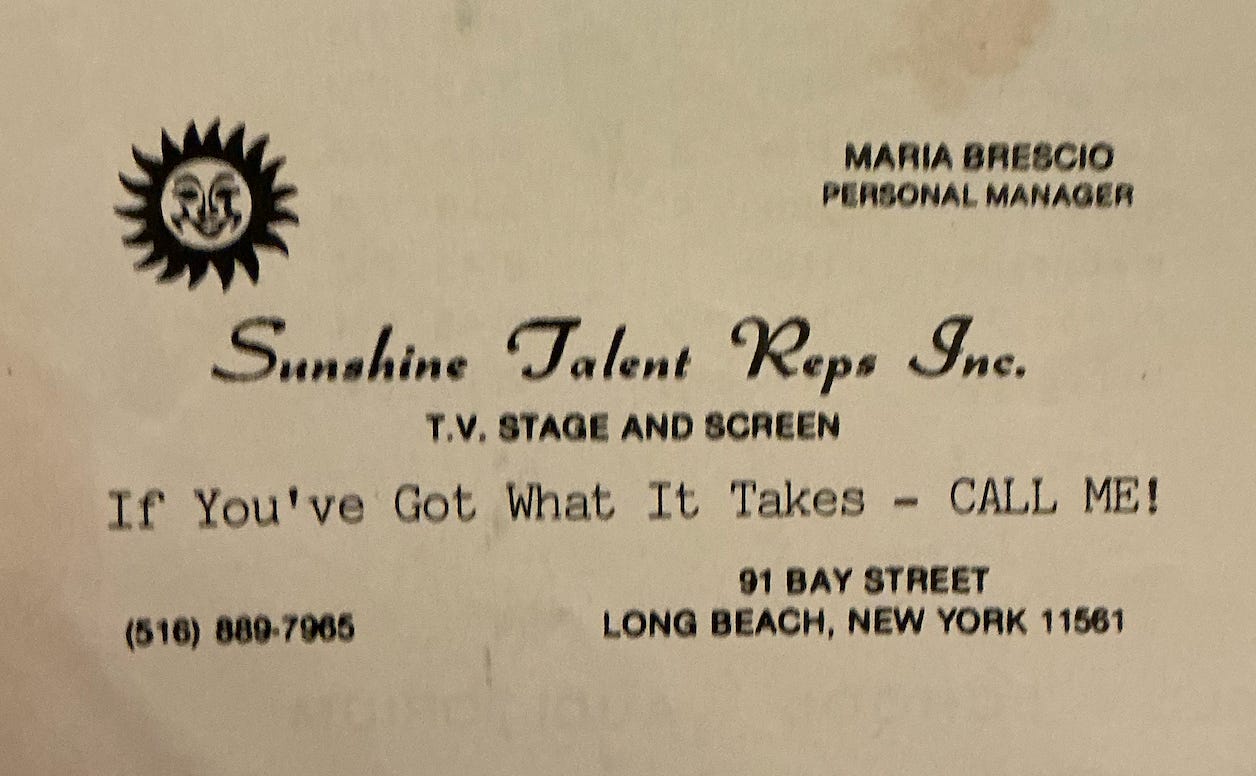 MARIA BRESCIO
PERSONAL MANAGER
Sunshine Talent Reps Inc.
T.V. STAGE AND SCREEN
If You've Got What It Takes - CALL ME!
91 BAY STREET
(516) 889-7965
LONG BEACH, NEW YORK 11561